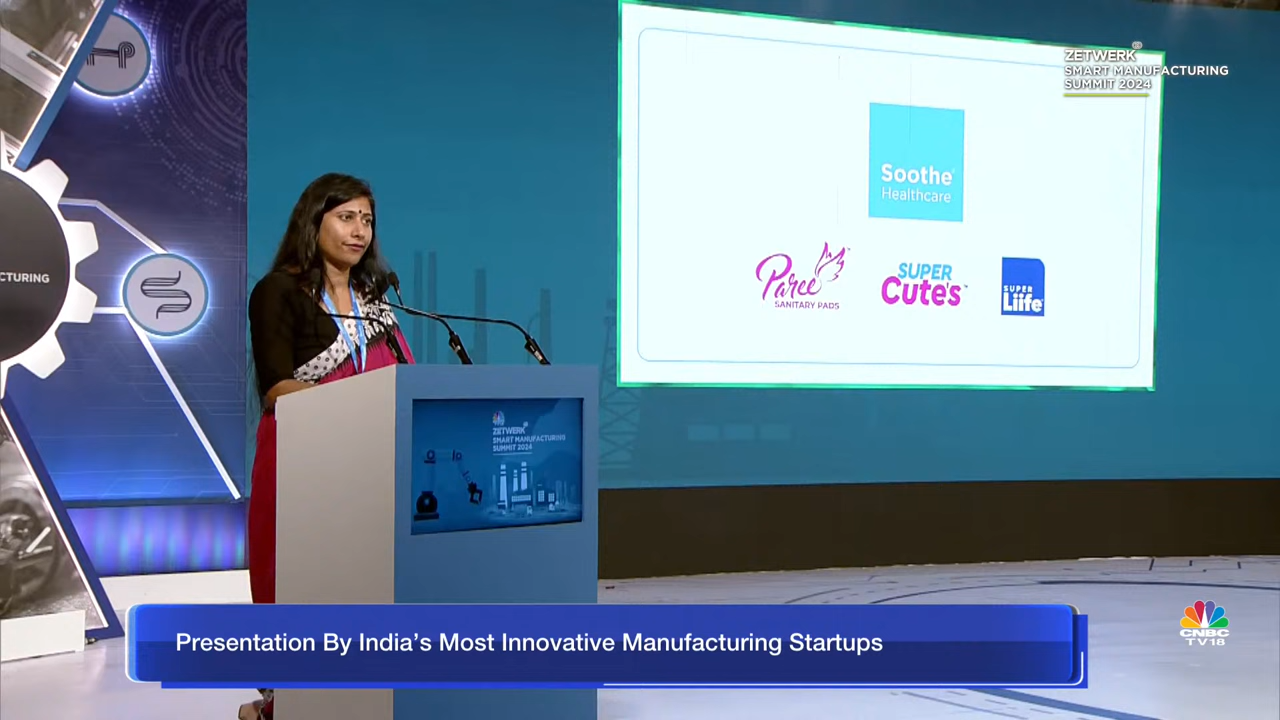 ZETWERK
SMART MANUFACTURING
SUMMIT 2024
Soothe
Healthcare
Paree
SANITARY PADS
SUPER
Cute's
SUPER
Liife
CTURING
ZETWERK
SMART MANUFACTURING
SUMMIT 2024
Presentation By India's Most Innovative Manufacturing Startups
CNBC
TV18